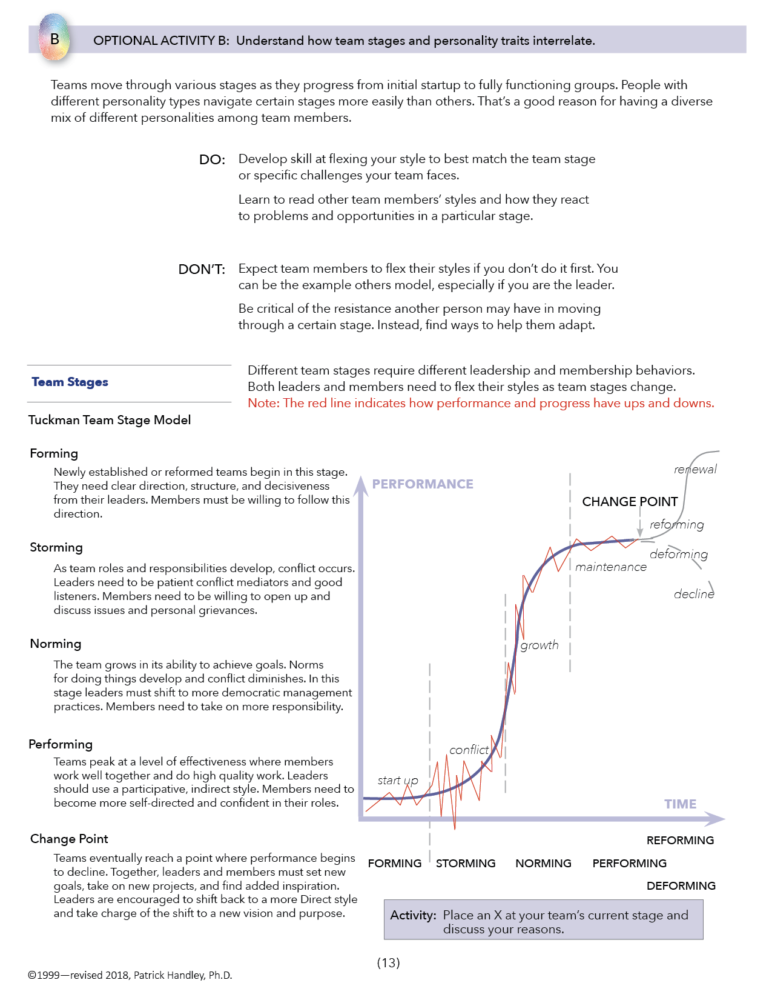 B
OPTIONAL ACTIVITY B: Understand how team stages and personality traits interrelate.
Teams move through various stages as they progress from initial startup to fully functioning groups. People with
different personality types navigate certain stages more easily than others. That’s a good reason for having a diverse
mix of different personalities among team members.
DO: Develop skill at flexing your style to best match the team stage
or specific challenges your team faces.
Learn to read other team members’ styles and how they react
to problems and opportunities in a particular stage.
DON’T: Expect team members to flex their styles if you don’t do it first. You
can be the example others model, especially if you are the leader.
Be critical of the resistance another person may have in moving
through a certain stage. Instead, find ways to help them adapt.
Team Stages
Different team stages require different leadership and membership behaviors.
Both leaders and members need to flex their styles as team stages change.
Note: The red line indicates how performance and progress have ups and downs.
Tuckman Team Stage Model
Forming
Newly established or reformed teams begin in this stage.
They need clear direction, structure, and decisiveness
from their leaders. Members must be willing to follow this
direction.
Storming
As team roles and responsibilities develop, conflict occurs.
Leaders need to be patient conflict mediators and good
listeners. Members need to be willing to open up and
discuss issues and personal grievances.
Norming
The team grows in its ability to achieve goals. Norms
for doing things develop and conflict diminishes. In this
stage leaders must shift to more democratic management
practices. Members need to take on more responsibility.
Performing
Teams peak at a level of effectiveness where members
work well together and do high quality work. Leaders
should use a participative, indirect style. Members need to
become more self-directed and confident in their roles.
Change Point
Teams eventually reach a point where performance begins
to decline. Together, leaders and members must set new
goals, take on new projects, and find added inspiration.
Leaders are encouraged to shift back to a more Direct style
and take charge of the shift to a new vision and purpose.
PERFORMANCE
renewal
CHANGE POINT
reforming
deforming
maintenance
decline
growth
conflict
start up
TIME
REFORMING
FORMING STORMING NORMING PERFORMING
DEFORMING
Activity: Place an X at your team’s current stage and
discuss your reasons.
(13)
©1999—revised 2018, Patrick Handley, Ph.D.